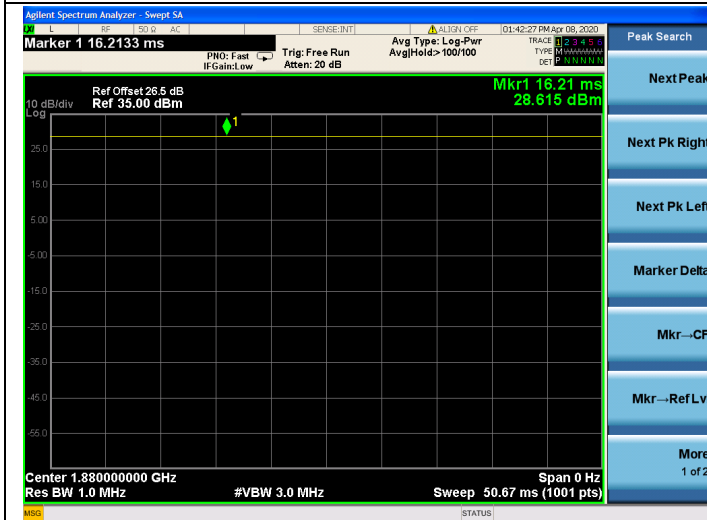 Agilent Spectrum Analyzer - Swept SA
LXI L RF 50 Ω AC SENSE:INT ALIGN OFF 01:42:27 PM Apr 08, 2020
Marker 1 16.2133 ms
PNO: Fast
IFGain:Low
Trig: Free Run
Atten: 20 dB
Avg Type: Log-Pwr
Avg|Hold>100/100
TRACE 1 2 3 4 5 6
TYPE M WWWWW
DET P N N N N N
Peak Search
Next Peak
Next Pk Right
Next Pk Lef
Marker Delta
Mkr→CF
Mkr→Ref Lv
More
1 of 2
Ref Offset 26.5 dB
10 dB/div Ref 35.00 dBm
Log
Mkr1 16.21 ms
28.615 dBm
1
25.0
15.0
5.00
-5.00
-15.0
-25.0
-35.0
-45.0
-55.0
Center 1.880000000 GHz Span 0 Hz
Res BW 1.0 MHz #VBW 3.0 MHz Sweep 50.67 ms (1001 pts)
MSG STATUS